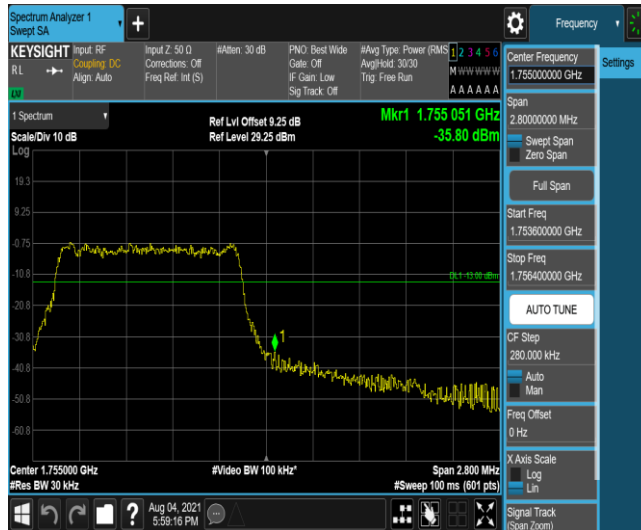 Spectrum Analyzer 1
Swept SA
Frequency
KEYSIGHT Input: RF Input Z: 50 Ω #Atten: 30 dB PNO: Best Wide #Avg Type: Power (RMS 1 2 3 4 5 6
RL Coupling: DC Corrections: Off Gate: Off Avg|Hold: 30/30 M W W W W W
Align: Auto Freq Ref: Int (S) IF Gain: Low Trig: Free Run
Sig Track: Off A A A A A A
LXI
Center Frequency
1.755000000 GHz
Settings
Span
2.80000000 MHz
Swept Span
Zero Span
Full Span
Start Freq
1.753600000 GHz
Stop Freq
1.756400000 GHz
AUTO TUNE
CF Step
280.000 kHz
Auto
Man
Freq Offset
0 Hz
X Axis Scale
Log
Lin
Signal Track
(Span Zoom)
1 Spectrum
Scale/Div 10 dB
Ref Lvl Offset 9.25 dB
Ref Level 29.25 dBm
Mkr1 1.755 051 GHz
-35.80 dBm
Log
19.3
9.25
-0.75
-10.8
DL1 -13.00 dBm
-20.8
-30.8
1
-40.8
-50.8
-60.8
Center 1.755000 GHz #Video BW 100 kHz* Span 2.800 MHz
#Res BW 30 kHz #Sweep 100 ms (601 pts)
?
Aug 04, 2021
5:59:16 PM